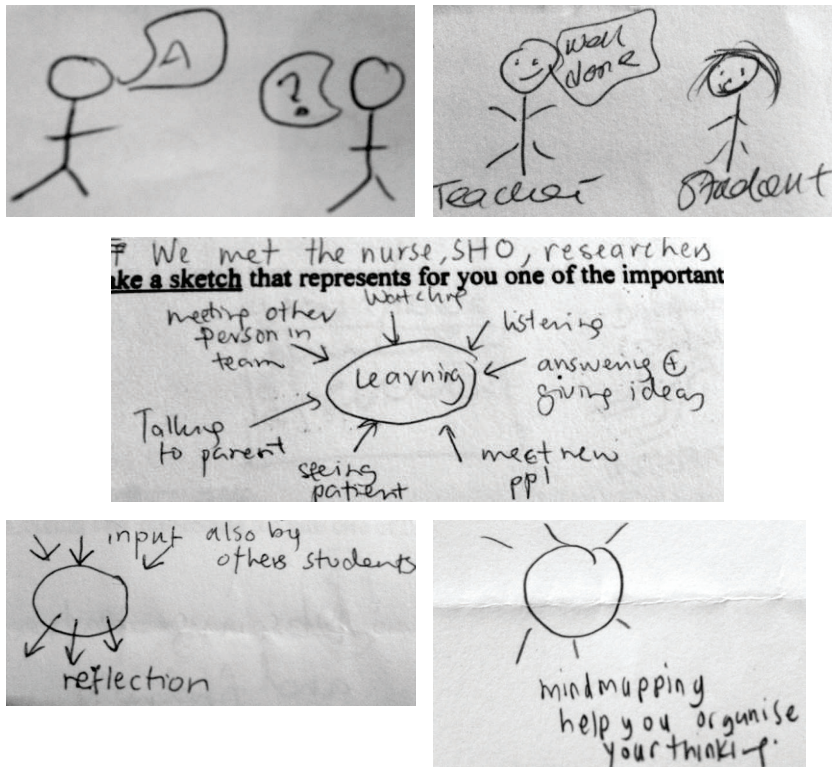 A
?
Well
done
Teacher
Student
We met the nurse, SHO, researchers
ake a sketch that represents for you one of the important
watching
meeting other
person in
team
listening
Learning
answering +
giving ideas
Talking
to parent
seeing
patient
meet new
ppl
input also by
others students
reflection
mindmapping
help you organise
your thinking.